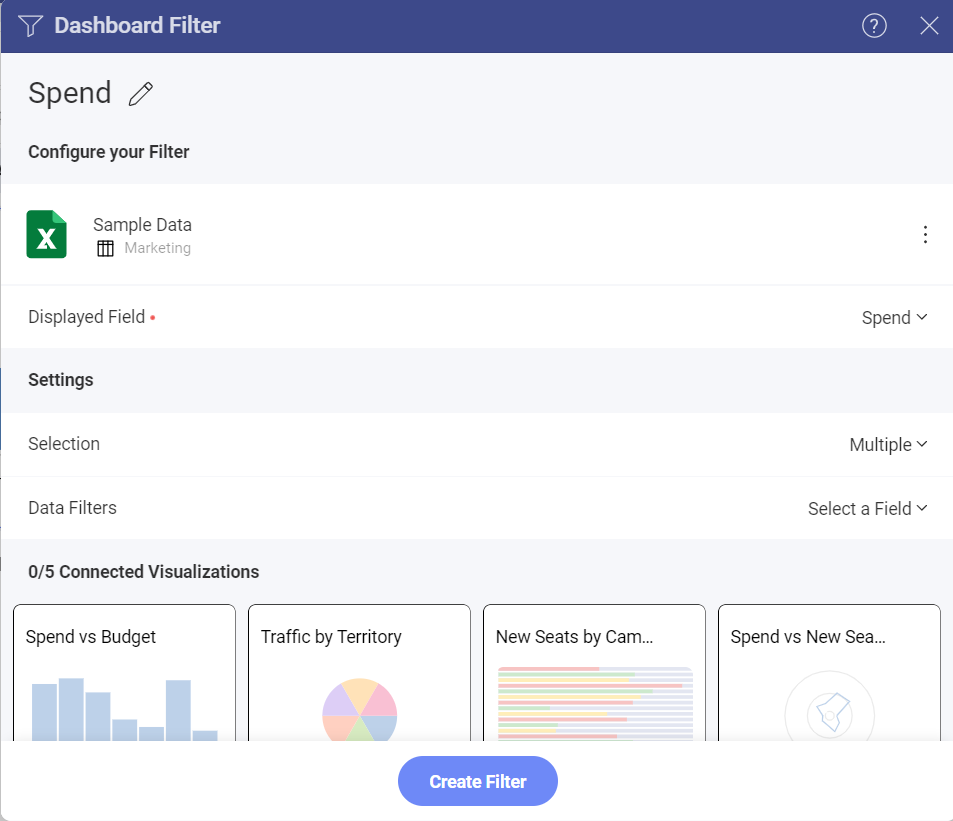 Dashboard Filter
?
Spend
Configure your Filter
X
Sample Data
Marketing
Displayed Field •
Spend
Settings
Selection
Multiple
Data Filters
Select a Field
0/5 Connected Visualizations
Spend vs Budget
Traffic by Territory
New Seats by Cam...
Spend vs New Sea...
Create Filter